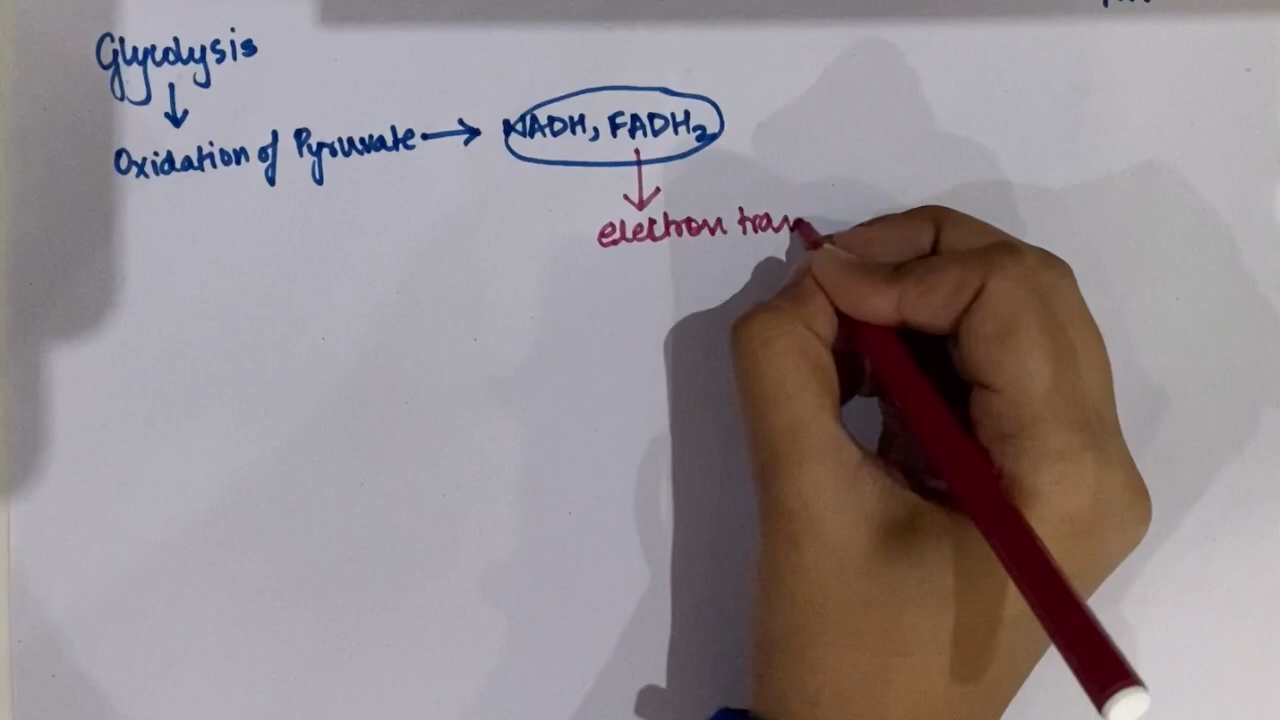 Glycolysis
↓
Oxidation of Pyruvate → NADH, FADH₂
↓
electron tran